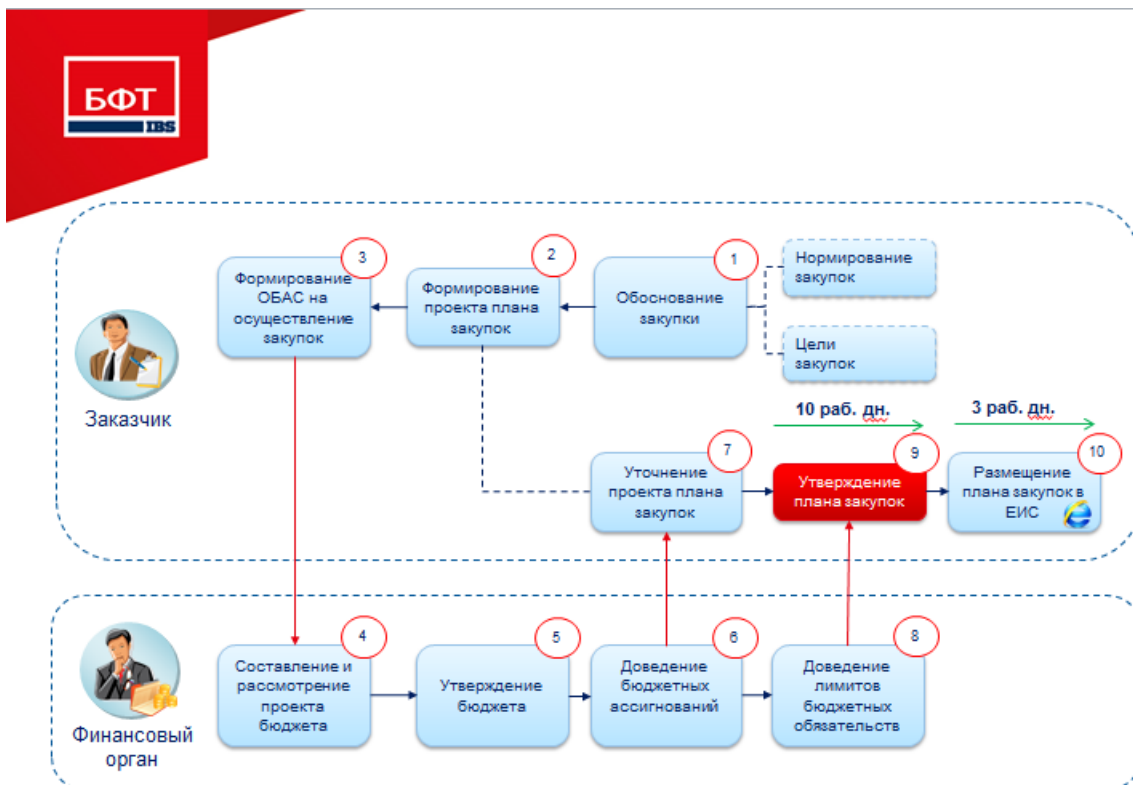 БФТ
IBS
3
Формирование
ОБАС на
осуществление
закупок
2
Формирование
проекта плана
закупок
1
Обоснование
закупки
Нормирование
закупок
Цели
закупок
Заказчик
10 раб. дн.
3 раб. дн.
7
Уточнение
проекта плана
закупок
9
Утверждение
плана закупок
10
Размещение
плана закупок в
ЕИС
4
Составление и
рассмотрение
проекта
бюджета
5
Утверждение
бюджета
6
Доведение
бюджетных
ассигнований
8
Доведение
лимитов
бюджетных
обязательств
Финансовый
орган